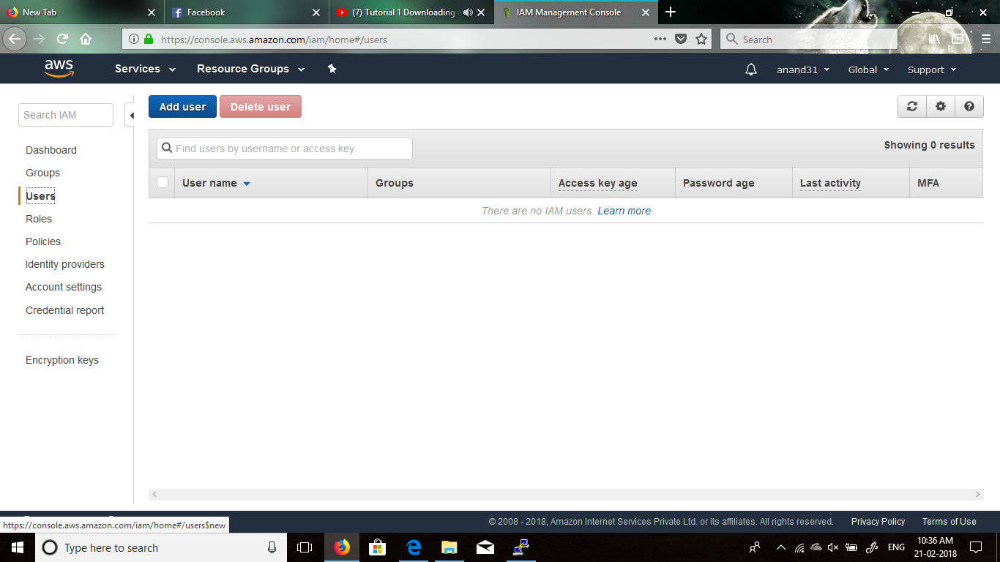 New Tab
Facebook
(7) Tutorial 1 Downloading
IAM Management Console
https://console.aws.amazon.com/iam/home#/users
Search
aws
Services
Resource Groups
anand31
Global
Support
Search IAM
Add user
Delete user
Find users by username or access key
Showing 0 results
Dashboard
Groups
Users
Roles
Policies
Identity providers
Account settings
Credential report
Encryption keys
User name
Groups
Access key age
Password age
Last activity
MFA
There are no IAM users. Learn more
https://console.aws.amazon.com/iam/home#/users$new
© 2008 - 2018, Amazon Internet Services Private Ltd. or its affiliates. All rights reserved.
Privacy Policy
Terms of Use
Type here to search
ENG
10:36 AM
21-02-2018